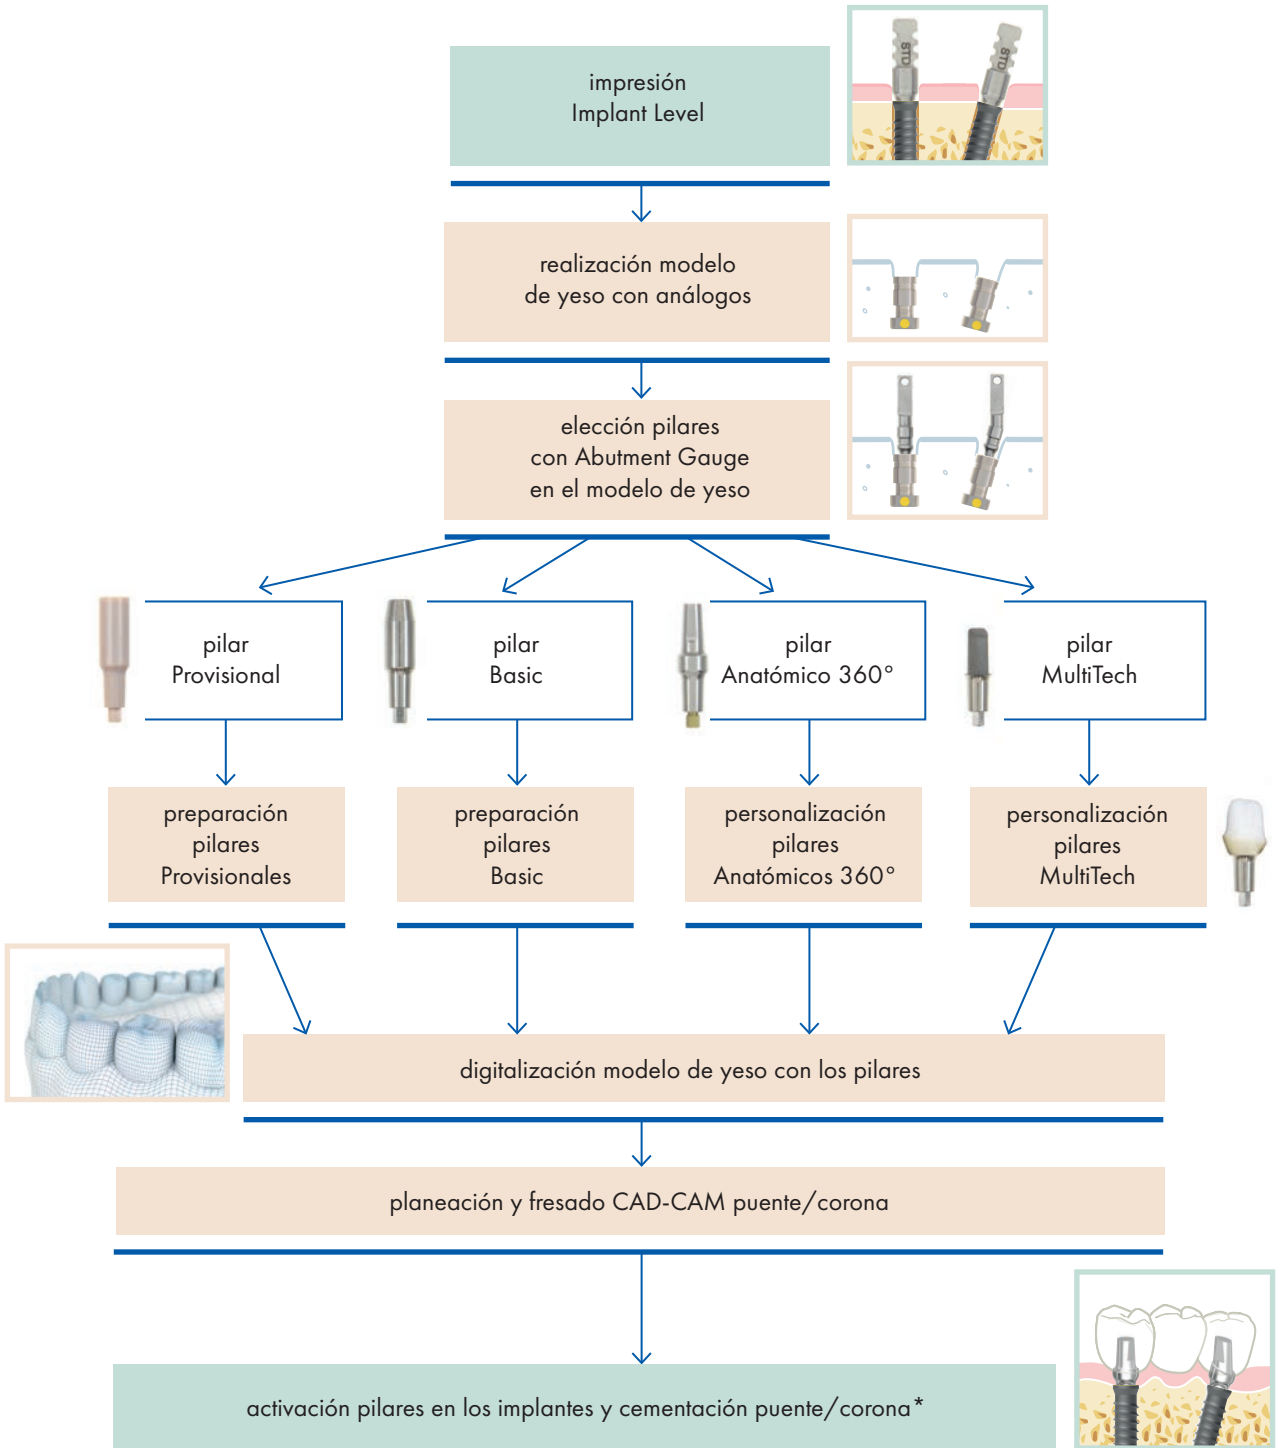 impresión
Implant Level
STD
STD
realización modelo
de yeso con análogos
elección pilares
con Abutment Gauge
en el modelo de yeso
pilar
Provisional
pilar
Basic
pilar
Anatómico 360°
pilar
MultiTech
preparación
pilares
Provisionales
preparación
pilares
Basic
personalización
pilares
Anatómicos 360°
personalización
pilares
MultiTech
digitalización modelo de yeso con los pilares
planeación y fresado CAD-CAM puente/corona
activación pilares en los implantes y cementación puente/corona*